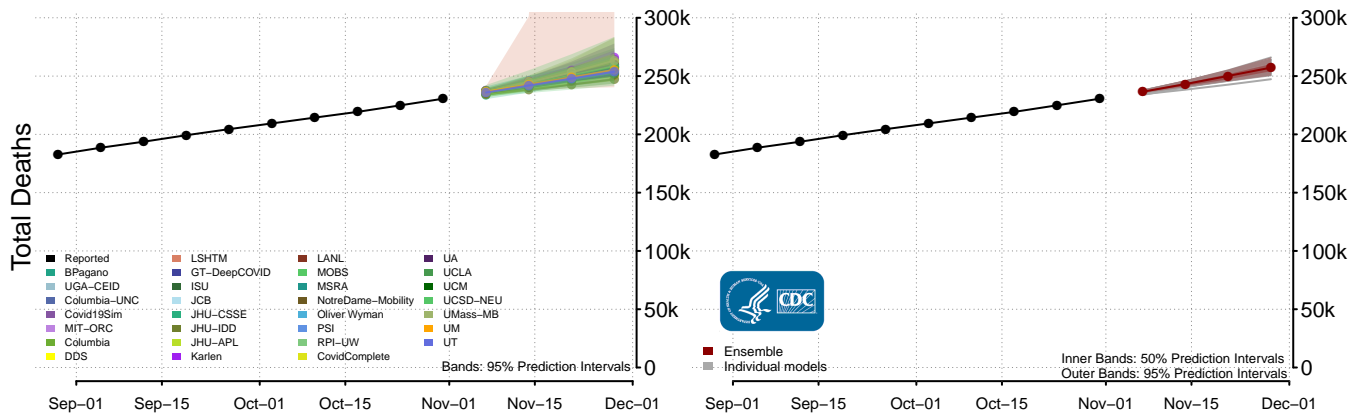 Total Deaths
300k
250k
200k
150k
100k
50k
0
Reported
BPagano
UGA−CEID
Columbia−UNC
Covid19Sim
MIT−ORC
Columbia
DDS
LSHTM
GT−DeepCOVID
ISU
JCB
JHU−CSSE
JHU−IDD
JHU−APL
Karlen
LANL
MOBS
MSRA
NotreDame−Mobility
Oliver Wyman
PSI
RPI−UW
CovidComplete
UA
UCLA
UCM
UCSD−NEU
UMass−MB
UM
UT
Bands: 95% Prediction Intervals
Sep−01
Sep−15
Oct−01
Oct−15
Nov−01
Nov−15
Dec−01
300k
250k
200k
150k
100k
50k
0
CDC
Ensemble
Individual models
Inner Bands: 50% Prediction Intervals
Outer Bands: 95% Prediction Intervals
Sep−01
Sep−15
Oct−01
Oct−15
Nov−01
Nov−15
Dec−01